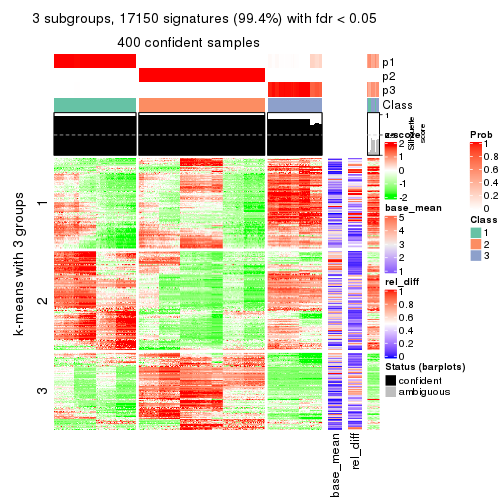 3 subgroups, 17150 signatures (99.4%) with fdr < 0.05
400 confident samples
p1
p2
p3
Class
1
0
Silhouette
score
z-score
2
1
0
-1
-2
base_mean
5
4
3
2
1
rel_diff
1
0.8
0.6
0.4
0.2
0
Status (barplots)
confident
ambiguous
Prob
1
0.8
0.6
0.4
0.2
0
Class
1
2
3
k-means with 3 groups
1
2
3
base_mean
rel_diff